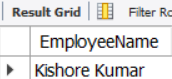 Result Grid Filter Ro
EmployeeName
Kishore Kumar